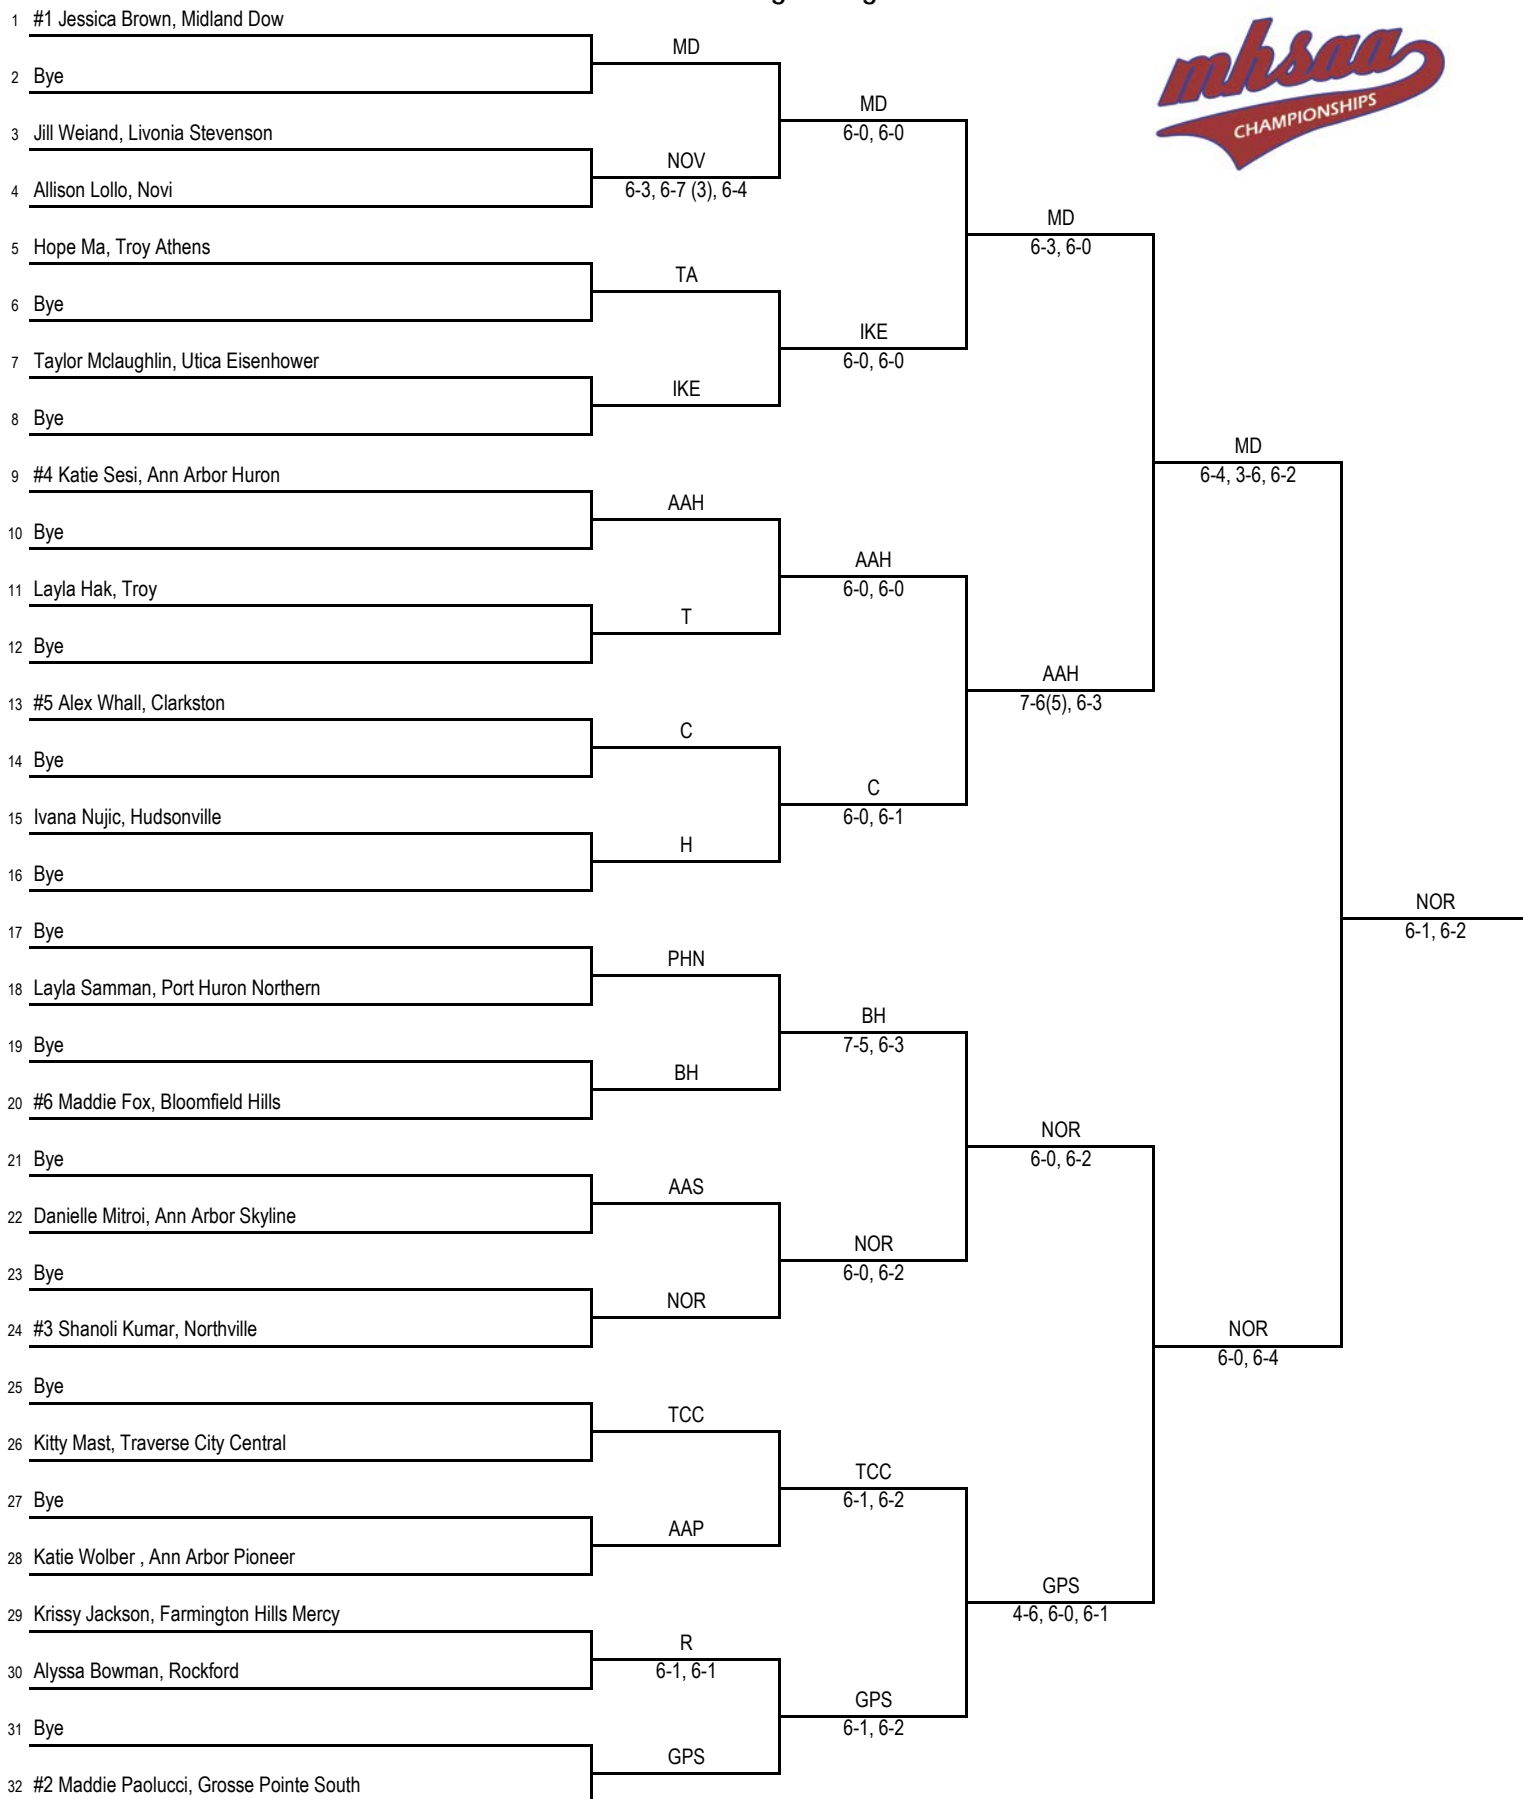 1 #1 Jessica Brown, Midland Dow
2 Bye
3 Jill Weiand, Livonia Stevenson
4 Allison Lollo, Novi
5 Hope Ma, Troy Athens
6 Bye
7 Taylor Mclaughlin, Utica Eisenhower
8 Bye
9 #4 Katie Sesi, Ann Arbor Huron
10 Bye
11 Layla Hak, Troy
12 Bye
13 #5 Alex Whall, Clarkston
14 Bye
15 Ivana Nujic, Hudsonville
16 Bye
17 Bye
18 Layla Samman, Port Huron Northern
19 Bye
20 #6 Maddie Fox, Bloomfield Hills
21 Bye
22 Danielle Mitroi, Ann Arbor Skyline
23 Bye
24 #3 Shanoli Kumar, Northville
25 Bye
26 Kitty Mast, Traverse City Central
27 Bye
28 Katie Wolber , Ann Arbor Pioneer
29 Krissy Jackson, Farmington Hills Mercy
30 Alyssa Bowman, Rockford
31 Bye
32 #2 Maddie Paolucci, Grosse Pointe South
MD
NOV
6-3, 6-7 (3), 6-4
TA
IKE
AAH
T
C
H
PHN
BH
AAS
NOR
TCC
AAP
R
6-1, 6-1
GPS
MD
6-0, 6-0
IKE
6-0, 6-0
AAH
6-0, 6-0
C
6-0, 6-1
BH
7-5, 6-3
NOR
6-0, 6-2
TCC
6-1, 6-2
GPS
6-1, 6-2
MD
6-3, 6-0
AAH
7-6(5), 6-3
NOR
6-0, 6-2
GPS
4-6, 6-0, 6-1
MD
6-4, 3-6, 6-2
NOR
6-0, 6-4
NOR
6-1, 6-2
mhsaa
CHAMPIONSHIPS